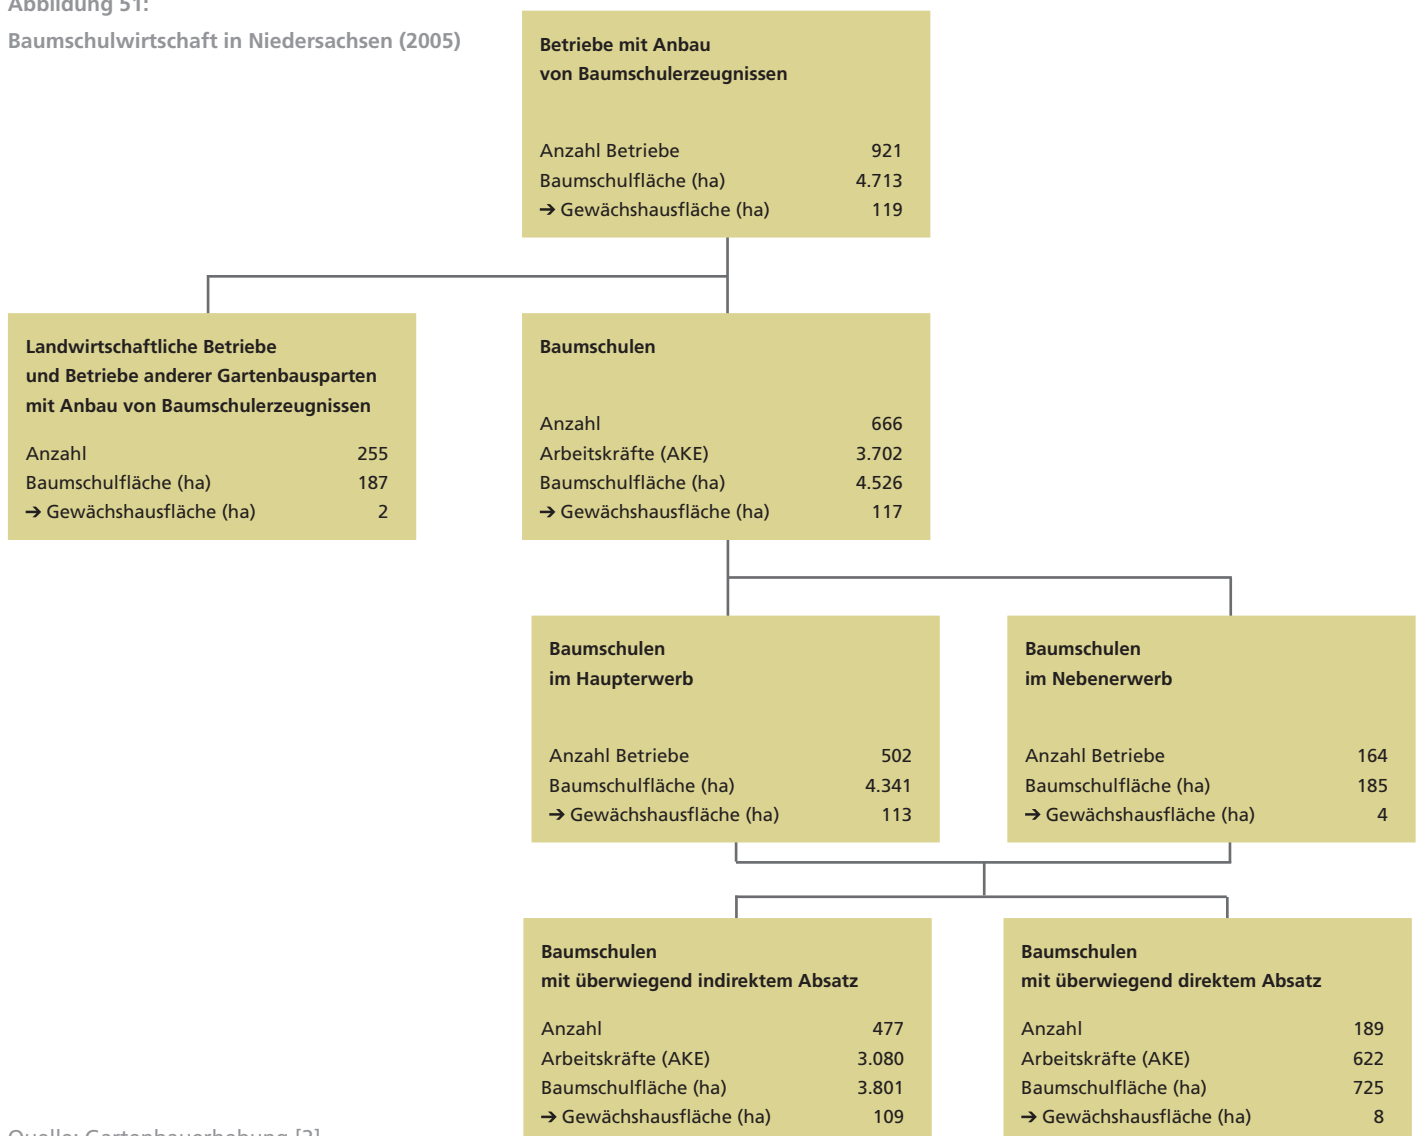 Abbildung 51:
Baumschulwirtschaft in Niedersachsen (2005)
Betriebe mit Anbau
von Baumschulerzeugnissen
Anzahl Betriebe 921
Baumschulfläche (ha) 4.713
➔ Gewächshausfläche (ha) 119
Landwirtschaftliche Betriebe
und Betriebe anderer Gartenbausparten
mit Anbau von Baumschulerzeugnissen
Anzahl 255
Baumschulfläche (ha) 187
➔ Gewächshausfläche (ha) 2
Baumschulen
Anzahl 666
Arbeitskräfte (AKE) 3.702
Baumschulfläche (ha) 4.526
➔ Gewächshausfläche (ha) 117
Baumschulen
im Haupterwerb
Anzahl Betriebe 502
Baumschulfläche (ha) 4.341
➔ Gewächshausfläche (ha) 113
Baumschulen
im Nebenerwerb
Anzahl Betriebe 164
Baumschulfläche (ha) 185
➔ Gewächshausfläche (ha) 4
Baumschulen
mit überwiegend indirektem Absatz
Anzahl 477
Arbeitskräfte (AKE) 3.080
Baumschulfläche (ha) 3.801
➔ Gewächshausfläche (ha) 109
Baumschulen
mit überwiegend direktem Absatz
Anzahl 189
Arbeitskräfte (AKE) 622
Baumschulfläche (ha) 725
➔ Gewächshausfläche (ha) 8
Quelle: Gartenbauerhebung [2]